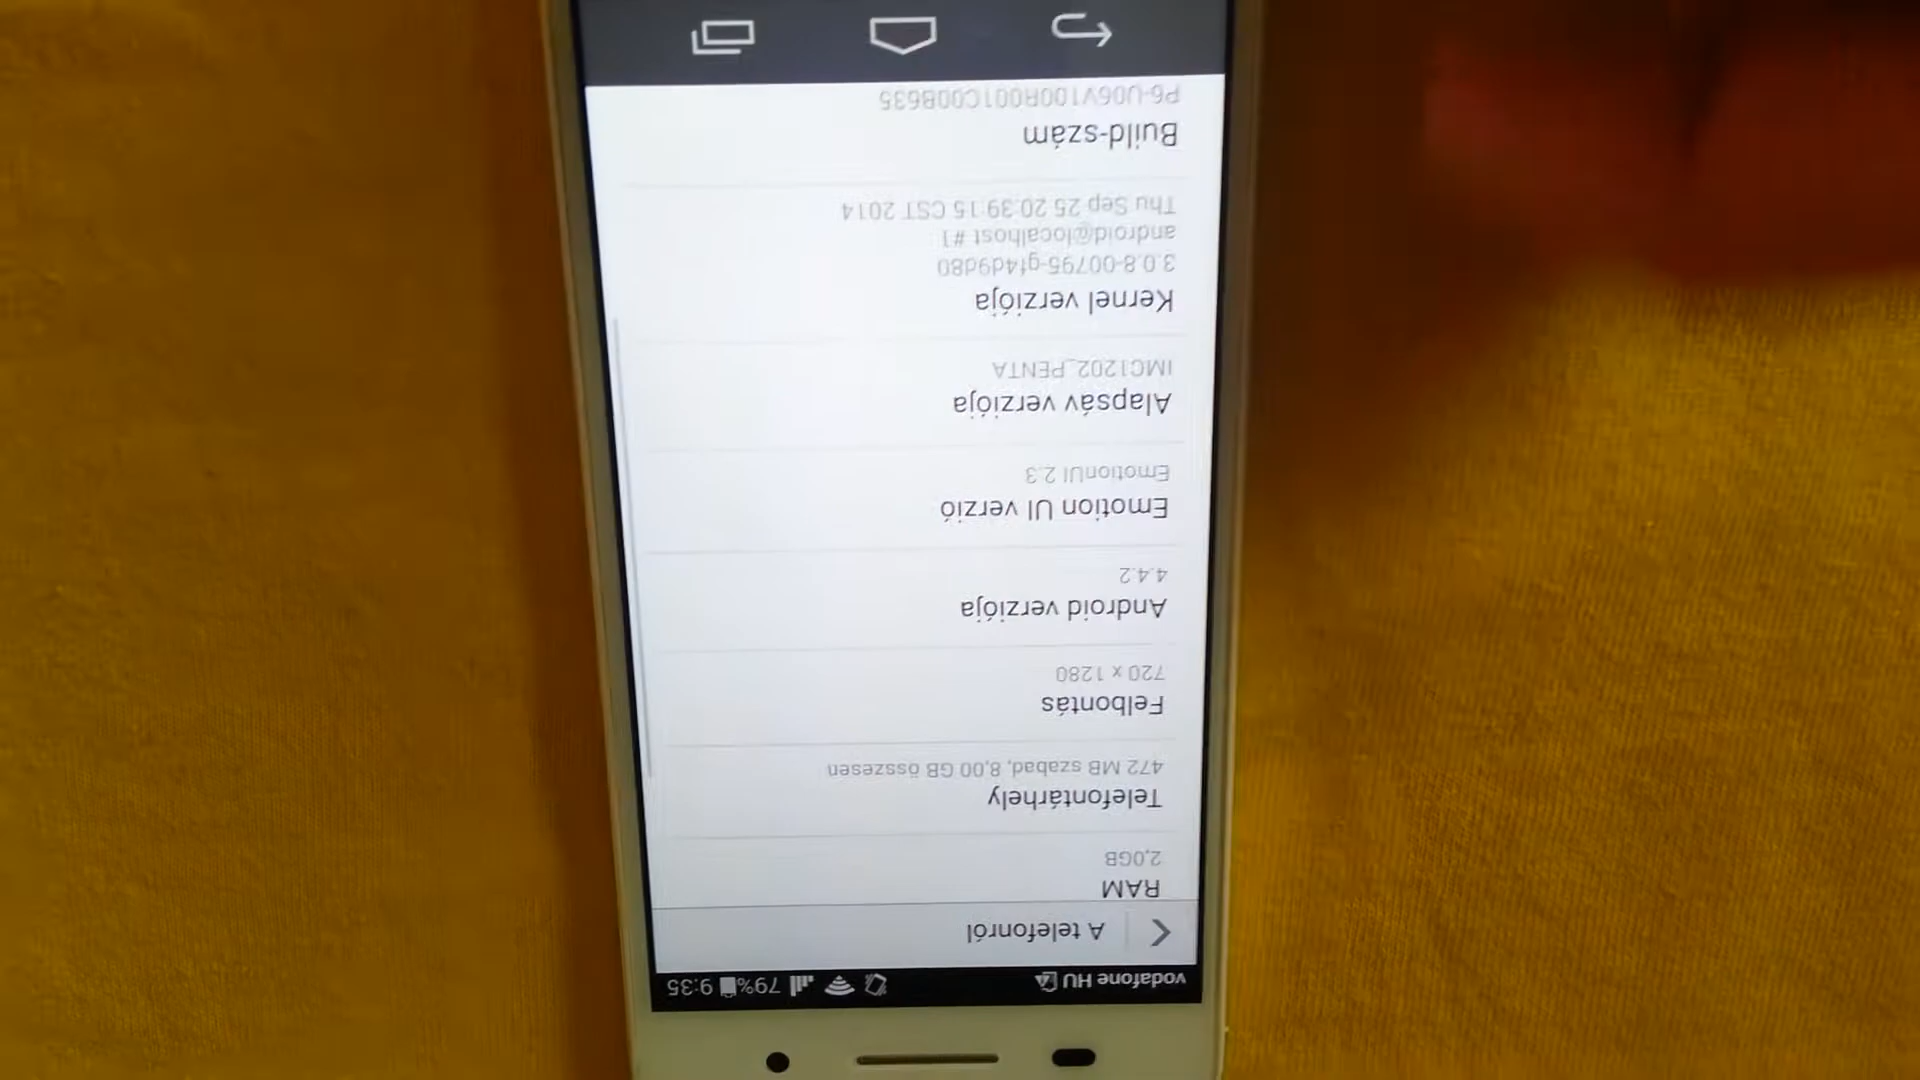 vodafone HU
79% 9:35
A telefonról
RAM
2,0GB
Telefontárhely
472 MB szabad, 8,00 GB összesen
Felbontás
720 x 1280
Android verziója
4.4.2
Emotion UI verzió
EmotionUI 2.3
Alapsáv verziója
IMC1202_PENTA
Kernel verziója
3.0.8-00795-gf4d9d80
android@localhost #1
Thu Sep 25 20:39:15 CST 2014
Build-szám
P6-U06V100R001C00B635